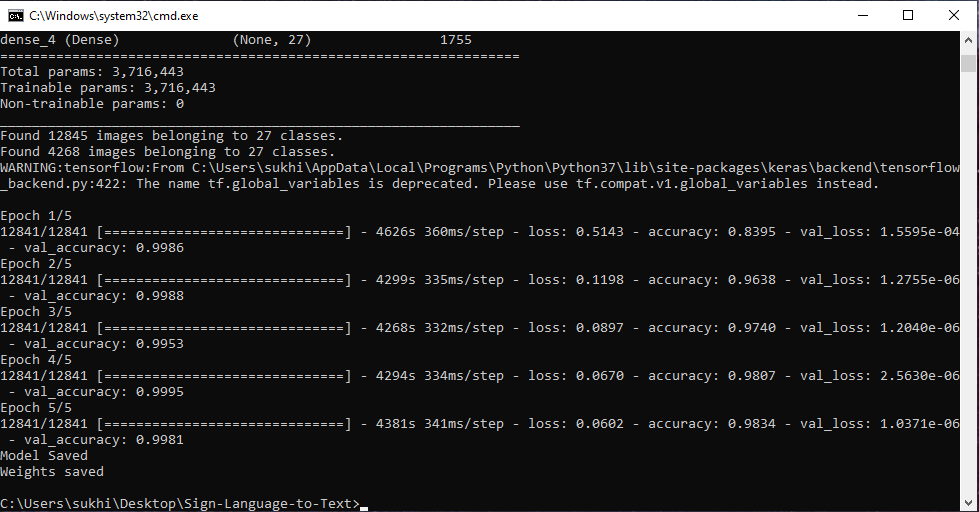 C:\Windows\system32\cmd.exe
dense_4 (Dense)              (None, 27)                1755
=================================================================
Total params: 3,716,443
Trainable params: 3,716,443
Non-trainable params: 0
_________________________________________________________________
Found 12845 images belonging to 27 classes.
Found 4268 images belonging to 27 classes.
WARNING:tensorflow:From C:\Users\sukhi\AppData\Local\Programs\Python\Python37\lib\site-packages\keras\backend\tensorflow
_backend.py:422: The name tf.global_variables is deprecated. Please use tf.compat.v1.global_variables instead.

Epoch 1/5
12841/12841 [==============================] - 4626s 360ms/step - loss: 0.5143 - accuracy: 0.8395 - val_loss: 1.5595e-04
 - val_accuracy: 0.9986
Epoch 2/5
12841/12841 [==============================] - 4299s 335ms/step - loss: 0.1198 - accuracy: 0.9638 - val_loss: 1.2755e-06
 - val_accuracy: 0.9988
Epoch 3/5
12841/12841 [==============================] - 4268s 332ms/step - loss: 0.0897 - accuracy: 0.9740 - val_loss: 1.2040e-06
 - val_accuracy: 0.9953
Epoch 4/5
12841/12841 [==============================] - 4294s 334ms/step - loss: 0.0670 - accuracy: 0.9807 - val_loss: 2.5630e-06
 - val_accuracy: 0.9995
Epoch 5/5
12841/12841 [==============================] - 4381s 341ms/step - loss: 0.0602 - accuracy: 0.9834 - val_loss: 1.0371e-06
 - val_accuracy: 0.9981
Model Saved
Weights saved

C:\Users\sukhi\Desktop\Sign-Language-to-Text>